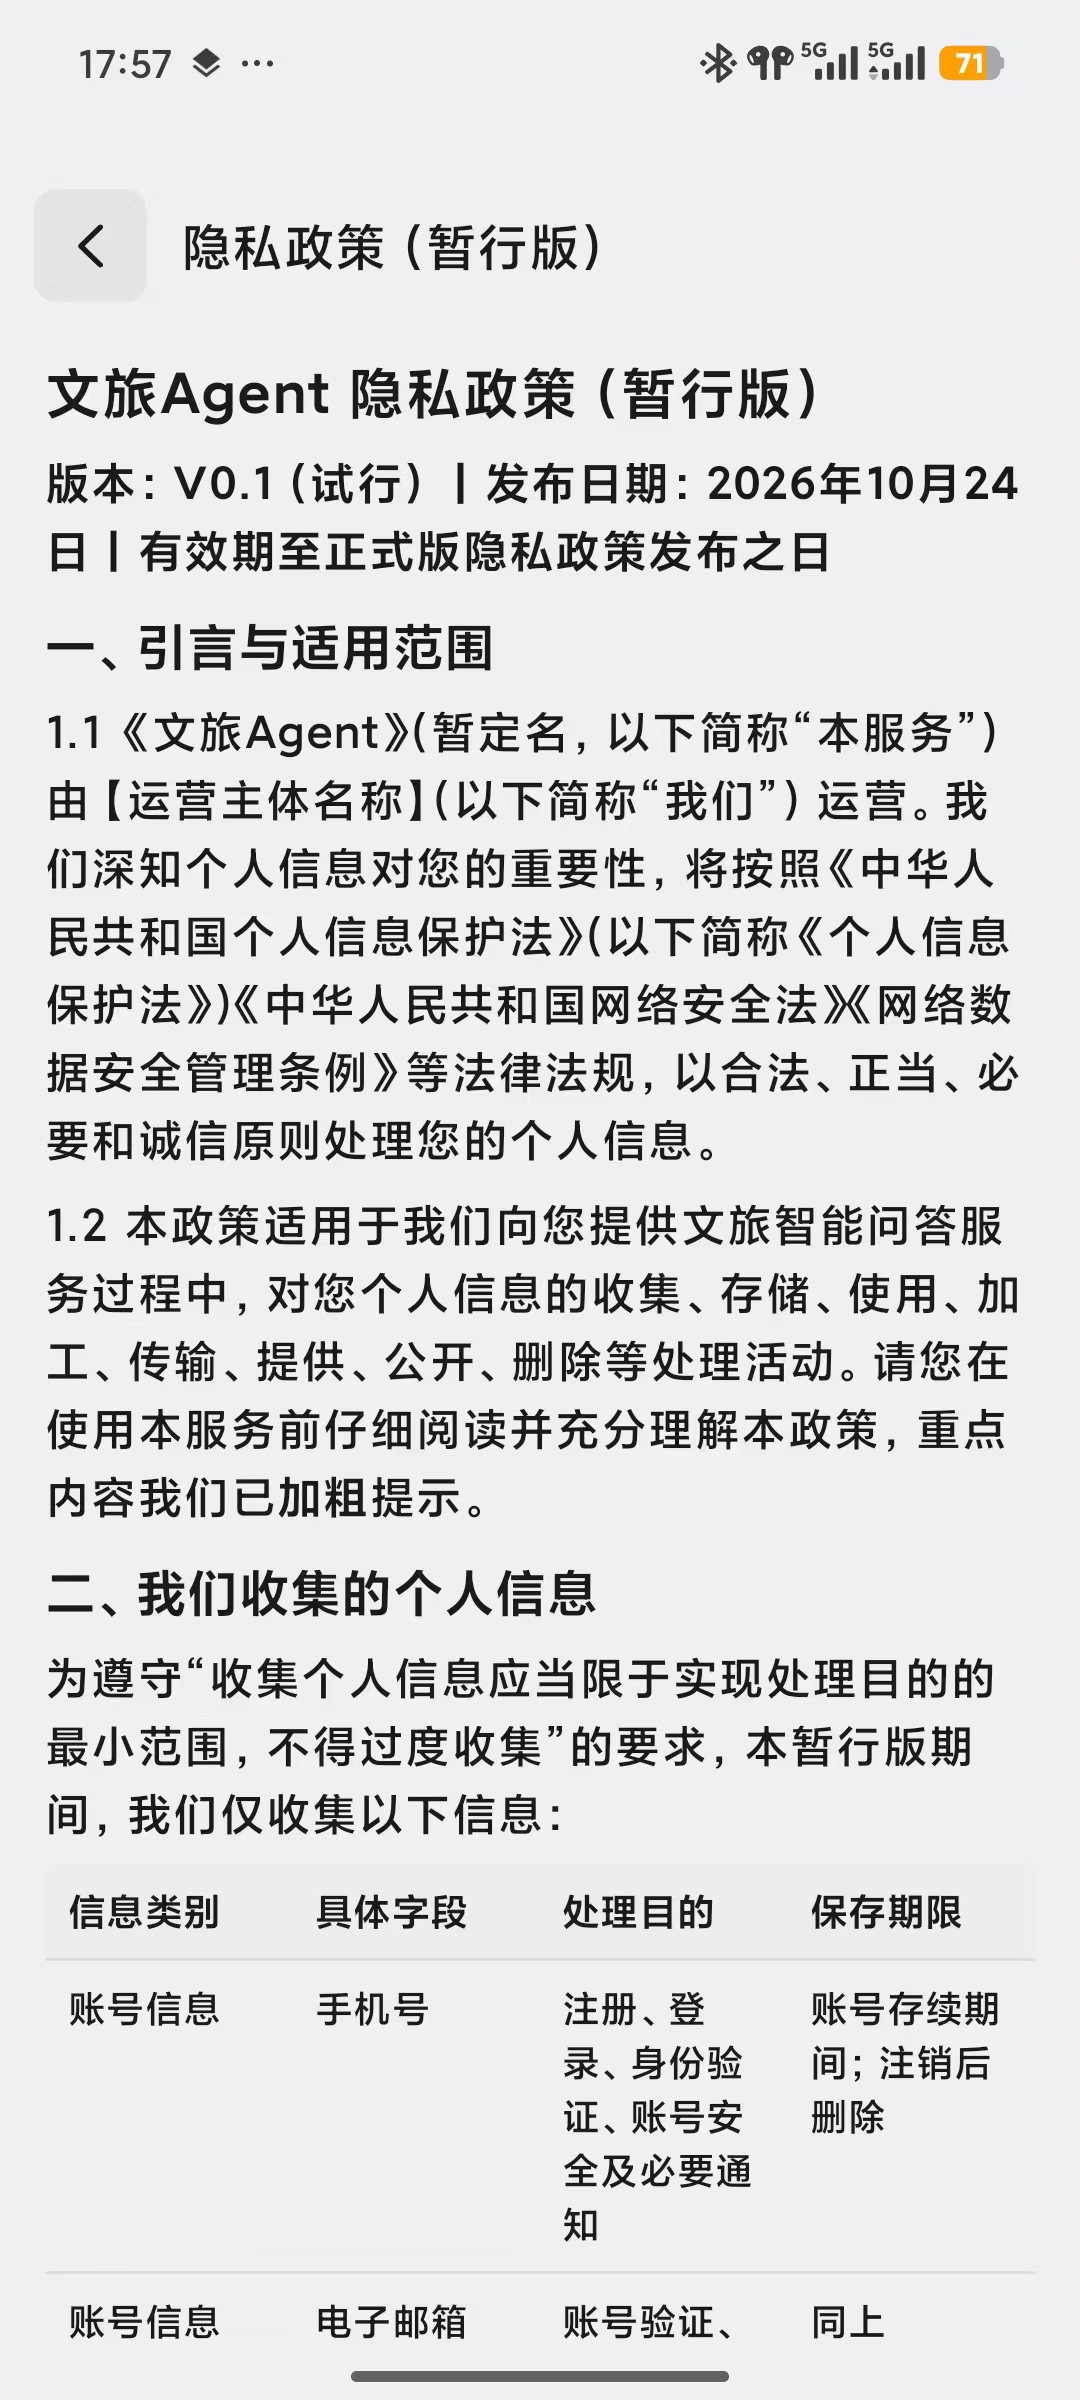 17:57
5G
5G
71
隐私政策（暂行版）
文旅Agent 隐私政策（暂行版）
版本：V0.1（试行）丨发布日期：2026年10月24
日丨有效期至正式版隐私政策发布之日
一、引言与适用范围
1.1《文旅Agent》（暂定名，以下简称“本服务”）
由【运营主体名称】（以下简称“我们”）运营。我
们深知个人信息对您的重要性，将按照《中华人
民共和国个人信息保护法》（以下简称《个人信息
保护法》）《中华人民共和国网络安全法》《网络数
据安全管理条例》等法律法规，以合法、正当、必
要和诚信原则处理您的个人信息。
1.2 本政策适用于我们向您提供文旅智能问答服
务过程中，对您个人信息的收集、存储、使用、加
工、传输、提供、公开、删除等处理活动。请您在
使用本服务前仔细阅读并充分理解本政策，重点
内容我们已加粗提示。
二、我们收集的个人信息
为遵守“收集个人信息应当限于实现处理目的的
最小范围，不得过度收集”的要求，本暂行版期
间，我们仅收集以下信息：
信息类别 具体字段 处理目的 保存期限
账号信息 手机号 注册、登 账号存续期
录、身份验 间；注销后
证、账号安 删除
全及必要通
知
账号信息 电子邮箱 账号验证、 同上